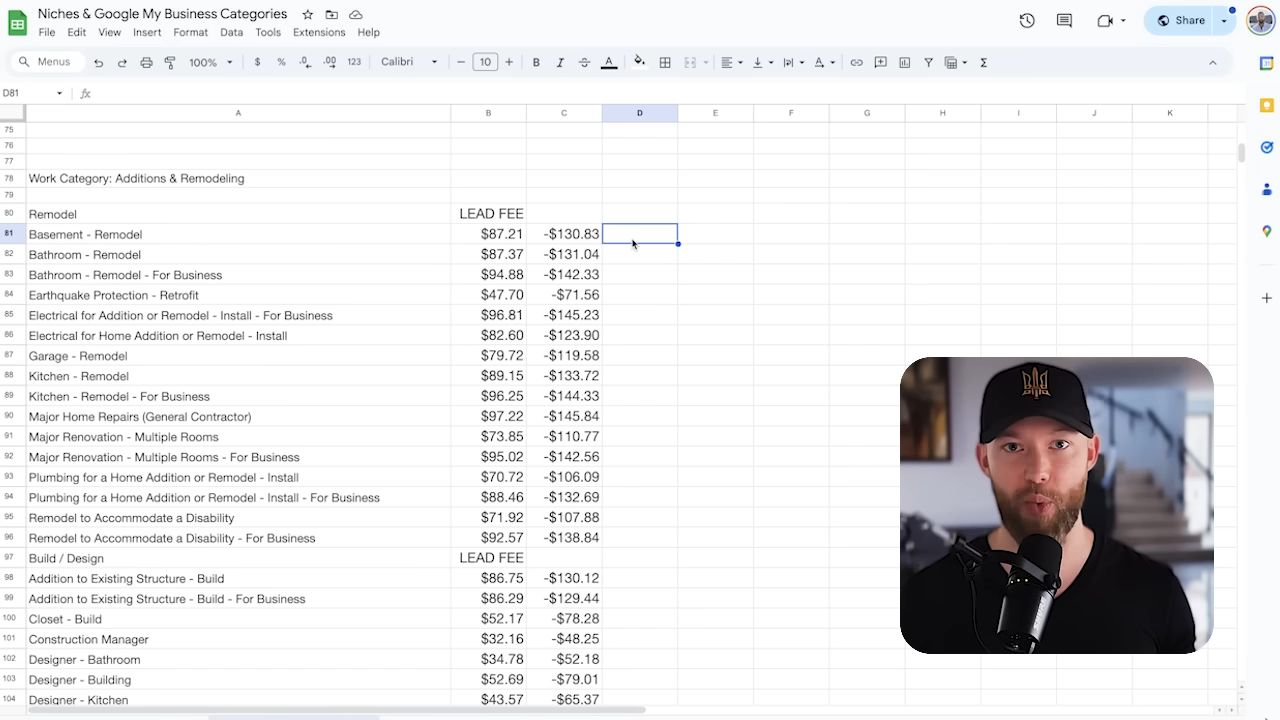 Niches & Google My Business Categories
File Edit View Insert Format Data Tools Extensions Help
Share
Menus 100% $ % .0 .00 123 Calibri 10 B I A
D81 fx
A B C D E F G H I J K
75
76
77
78 Work Category: Additions & Remodeling
79
80 Remodel LEAD FEE
81 Basement - Remodel $87.21 -$130.83
82 Bathroom - Remodel $87.37 -$131.04
83 Bathroom - Remodel - For Business $94.88 -$142.33
84 Earthquake Protection - Retrofit $47.70 -$71.56
85 Electrical for Addition or Remodel - Install - For Business $96.81 -$145.23
86 Electrical for Home Addition or Remodel - Install $82.60 -$123.90
87 Garage - Remodel $79.72 -$119.58
88 Kitchen - Remodel $89.15 -$133.72
89 Kitchen - Remodel - For Business $96.25 -$144.33
90 Major Home Repairs (General Contractor) $97.22 -$145.84
91 Major Renovation - Multiple Rooms $73.85 -$110.77
92 Major Renovation - Multiple Rooms - For Business $95.02 -$142.56
93 Plumbing for a Home Addition or Remodel - Install $70.72 -$106.09
94 Plumbing for a Home Addition or Remodel - Install - For Business $88.46 -$132.69
95 Remodel to Accommodate a Disability $71.92 -$107.88
96 Remodel to Accommodate a Disability - For Business $92.57 -$138.84
97 Build / Design LEAD FEE
98 Addition to Existing Structure - Build $86.75 -$130.12
99 Addition to Existing Structure - Build - For Business $86.29 -$129.44
100 Closet - Build $52.17 -$78.28
101 Construction Manager $32.16 -$48.25
102 Designer - Bathroom $34.78 -$52.18
103 Designer - Building $52.69 -$79.01
104 Designer - Kitchen $43.57 -$65.37